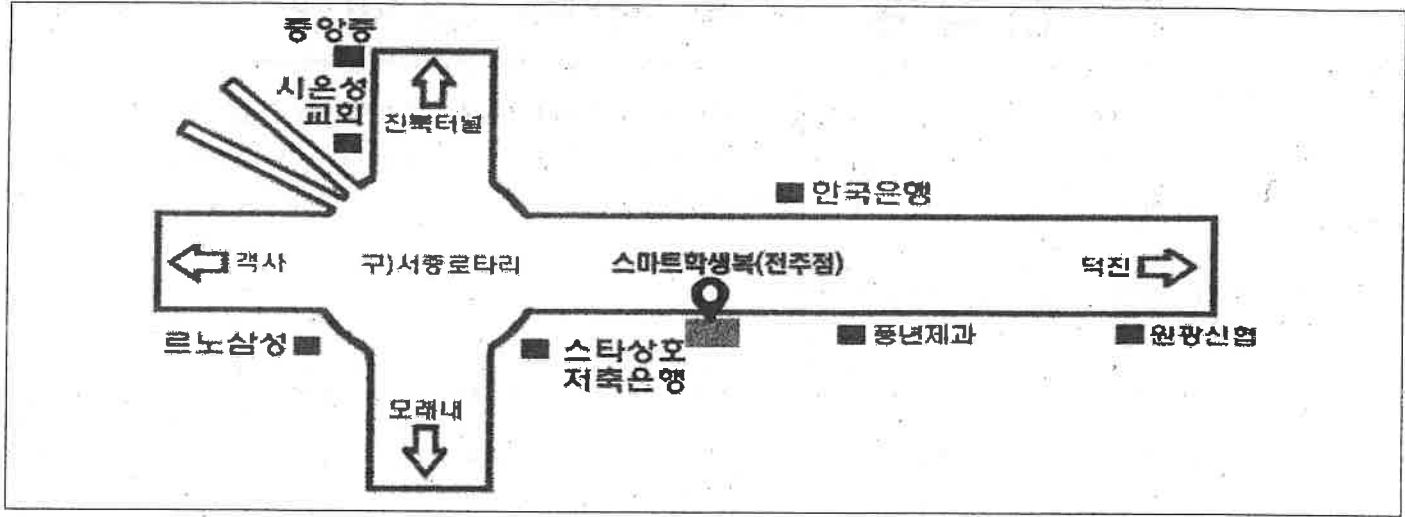 중앙중
시온성
교회
진북터널
한국은행
객사
구)서중로타리
스마트학생복(전주점)
덕진
르노삼성
스타상호
저축은행
풍년제과
원광신협
모래내